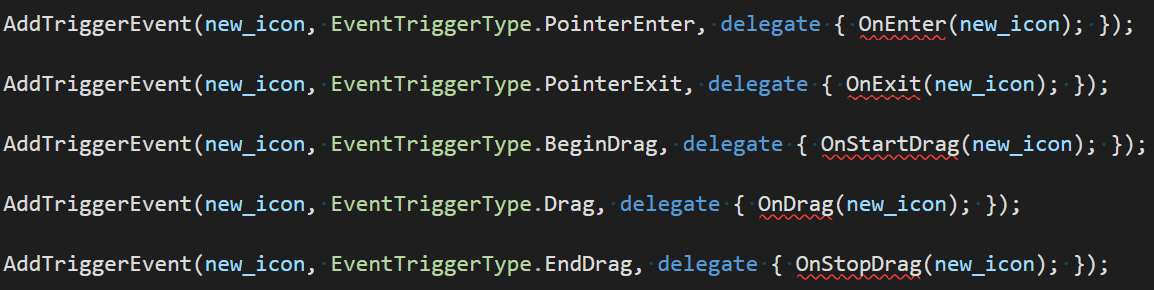 AddTriggerEvent(new_icon, EventTriggerType.PointerEnter, delegate { OnEnter(new_icon); });
AddTriggerEvent(new_icon, EventTriggerType.PointerExit, delegate { OnExit(new_icon); });
AddTriggerEvent(new_icon, EventTriggerType.BeginDrag, delegate { OnStartDrag(new_icon); });
AddTriggerEvent(new_icon, EventTriggerType.Drag, delegate { OnDrag(new_icon); });
AddTriggerEvent(new_icon, EventTriggerType.EndDrag, delegate { OnStopDrag(new_icon); });